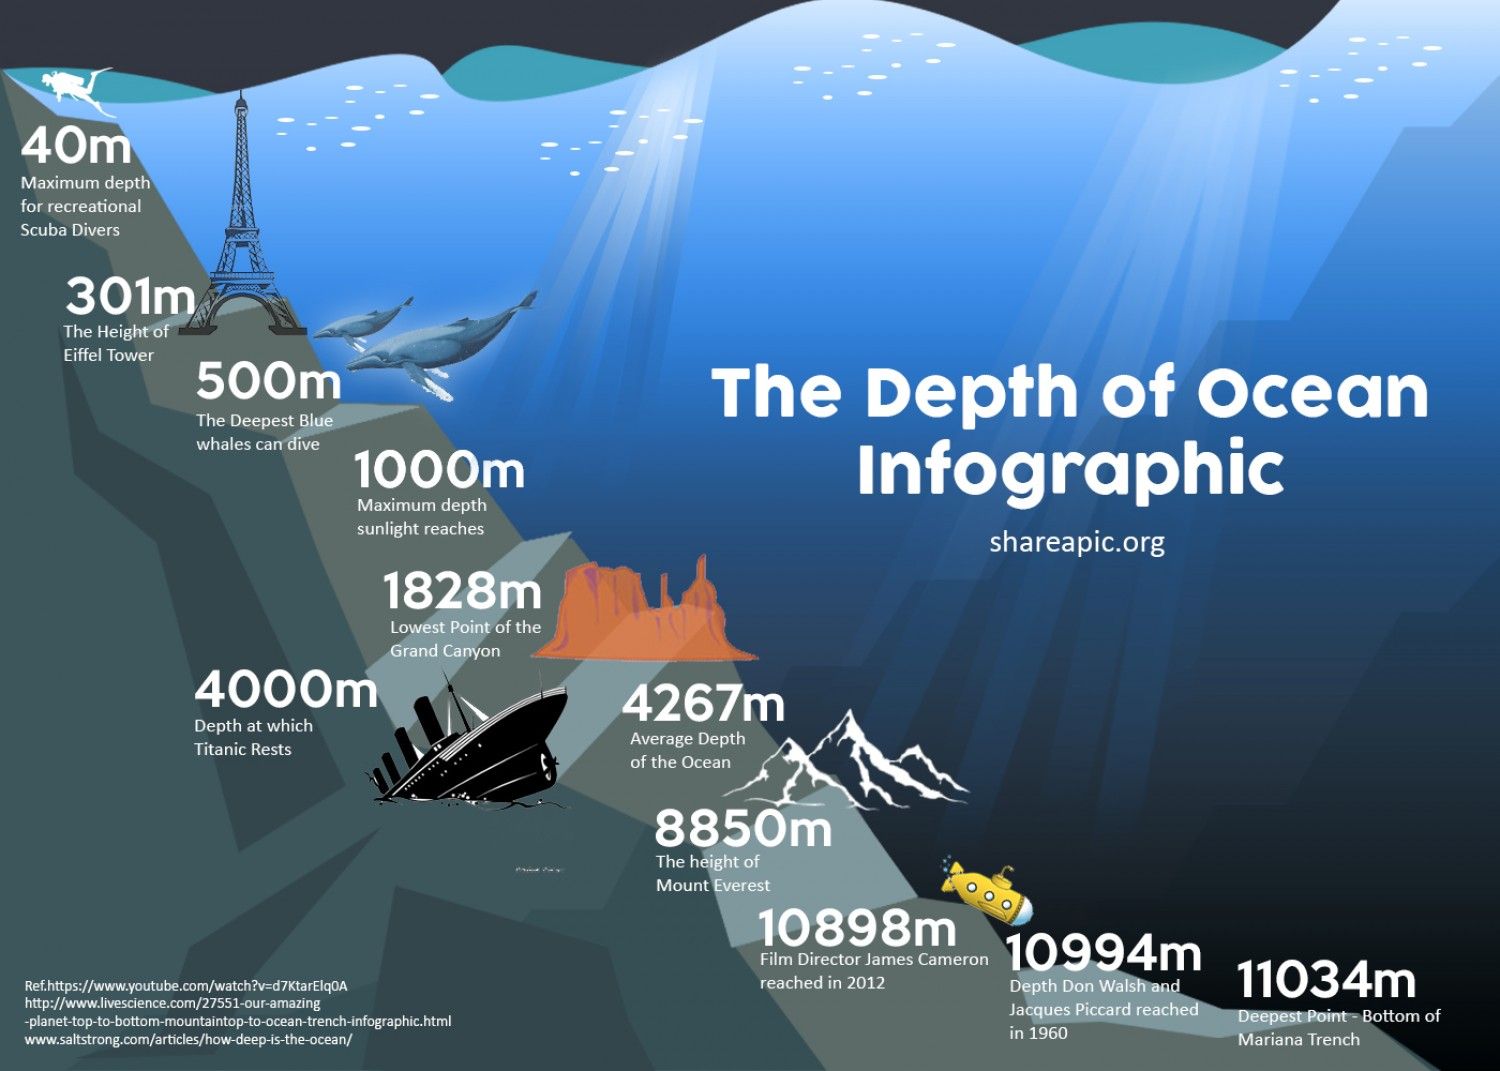 40m
Maximum depth
for recreational
Scuba Divers
301m
The Height of
Eiffel Tower
500m
The Deepest Blue
whales can dive
1000m
Maximum depth
sunlight reaches
The Depth of Ocean
Infographic
shareapic.org
1828m
Lowest Point of the
Grand Canyon
4000m
Depth at which
Titanic Rests
4267m
Average Depth
of the Ocean
8850m
The height of
Mount Everest
10898m
Film Director James Cameron
reached in 2012
10994m
Depth Don Walsh and
Jacques Piccard reached
in 1960
11034m
Deepest Point - Bottom of
Mariana Trench
Ref.https://www.youtube.com/watch?v=d7KtarElq0A
http://www.livescience.com/27551-our-amazing
-planet-top-to-bottom-mountaintop-to-ocean-trench-infographic.html
www.saltstrong.com/articles/how-deep-is-the-ocean/